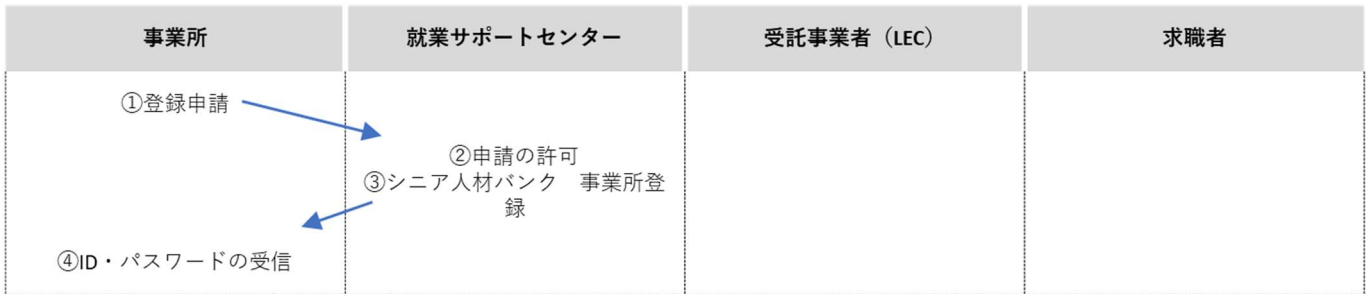 事業所
就業サポートセンター
受託事業者（LEC）
求職者
①登録申請
②申請の許可
③シニア人材バンク　事業所登
録
④ID・パスワードの受信